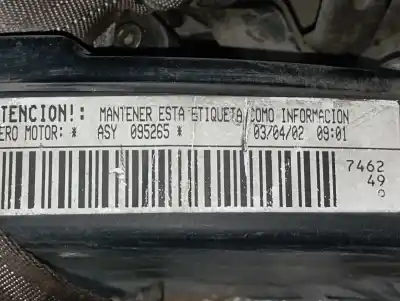 TENCION!: MANTENER ESTA ETIQUETA COMO INFORMACION
ERO MOTOR: * ASY 095265 * 03/04/02 09:01
7462
49